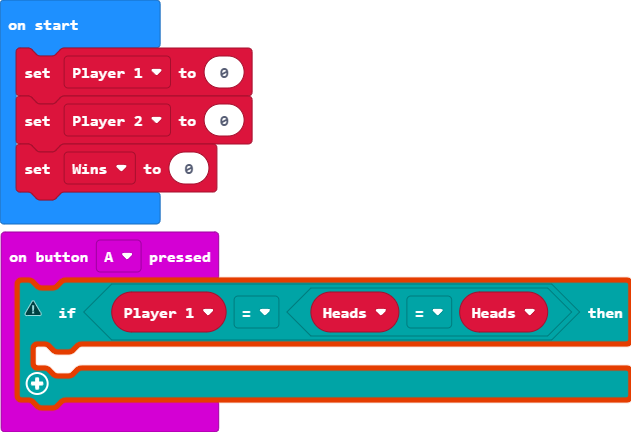 on start
set Player 1 to 0
set Player 2 to 0
set Wins to 0
on button A pressed
if Player 1 = Heads = Heads then